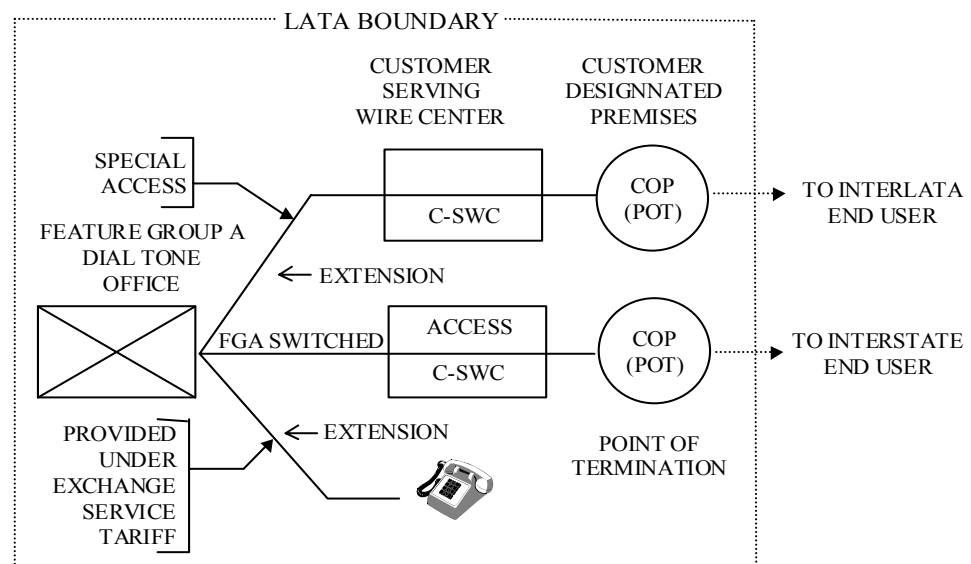 LATA BOUNDARY
CUSTOMER
SERVING
WIRE CENTER
CUSTOMER
DESIGNNATED
PREMISES
SPECIAL
ACCESS
COP
(POT)
C-SWC
TO INTERLATA
END USER
FEATURE GROUP A
DIAL TONE
OFFICE
EXTENSION
FGA SWITCHED
ACCESS
C-SWC
COP
(POT)
TO INTERSTATE
END USER
PROVIDED
UNDER
EXCHANGE
SERVICE
TARIFF
EXTENSION
POINT OF
TERMINATION